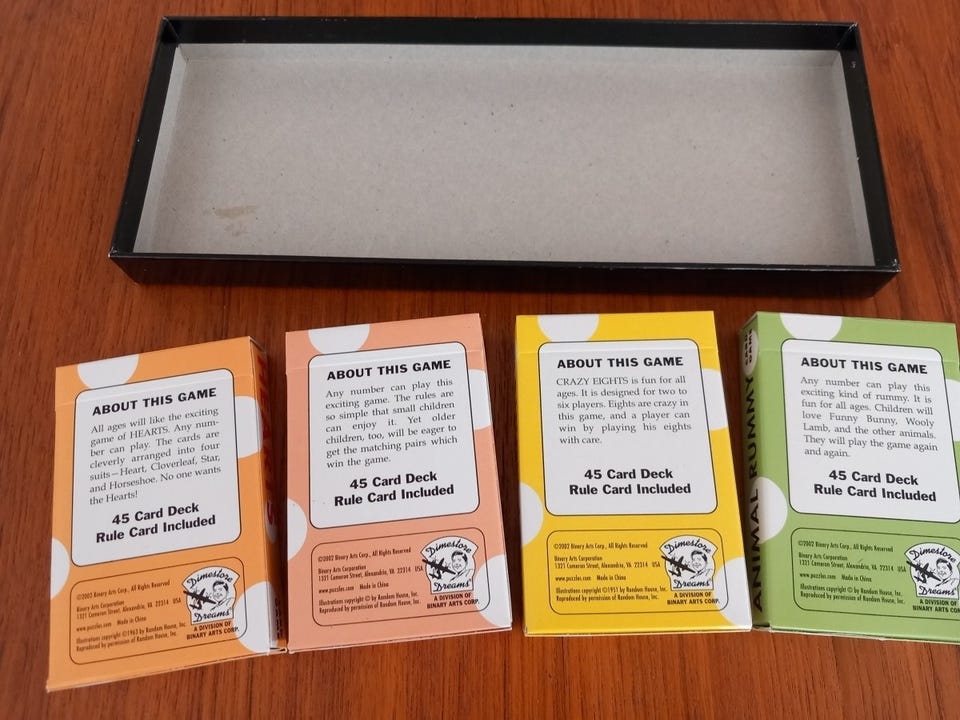 ABOUT THIS GAME
All ages will like the exciting
game of HEARTS. Any num-
ber can play. The cards are
cleverly arranged into four
suits—Heart, Cloverleaf, Star,
and Horseshoe. No one wants
the Hearts!
45 Card Deck
Rule Card Included
©2002 Binary Arts Corp., All Rights Reserved
Binary Arts Corporation
1321 Cameron Street, Alexandria, VA 22314 USA
www.puzzles.com Made in China
Illustrations copyright ©1963 by Random House, Inc.
Reproduced by permission of Random House, Inc.
Dimestore
Dreams
A DIVISION OF
BINARY ARTS CORP.
ABOUT THIS GAME
Any number can play this
exciting game. The rules are
so simple that small children
can enjoy it. Yet older
children, too, will be eager to
get the matching pairs which
win the game.
45 Card Deck
Rule Card Included
©2002 Binary Arts Corp., All Rights Reserved
Binary Arts Corporation
1321 Cameron Street, Alexandria, VA 22314 USA
www.puzzles.com Made in China
Illustrations copyright © by Random House, Inc.
Reproduced by permission of Random House, Inc.
Dimestore
Dreams
A DIVISION OF
BINARY ARTS CORP.
ABOUT THIS GAME
CRAZY EIGHTS is fun for all
ages. It is designed for two to
six players. Eights are crazy in
this game, and a player can
win by playing his eights
with care.
45 Card Deck
Rule Card Included
©2002 Binary Arts Corp., All Rights Reserved
Binary Arts Corporation
1321 Cameron Street, Alexandria, VA 22314 USA
www.puzzles.com Made in China
Illustrations copyright ©1951 by Random House, Inc.
Reproduced by permission of Random House, Inc.
Dimestore
Dreams
A DIVISION OF
BINARY ARTS CORP.
ANIMAL RUMMY
CARD
GAME
ABOUT THIS GAME
Any number can play this
exciting kind of rummy. It is
fun for all ages. Children will
love Funny Bunny, Wooly
Lamb, and the other animals.
They will play the game again
and again.
45 Card Deck
Rule Card Included
©2002 Binary Arts Corp., All Rights Reserved
Binary Arts Corporation
1321 Cameron Street, Alexandria, VA 22314 USA
www.puzzles.com Made in China
Illustrations copyright © by Random House, Inc.
Reproduced by permission of Random House, Inc.
Dimestore
Dreams
A DIVISION OF
BINARY ARTS CORP.